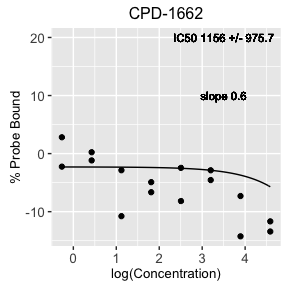 CPD-1662
IC50 1156 +/- 975.7
slope 0.6
% Probe Bound
20
10
0
-10
0
1
2
3
4
log(Concentration)